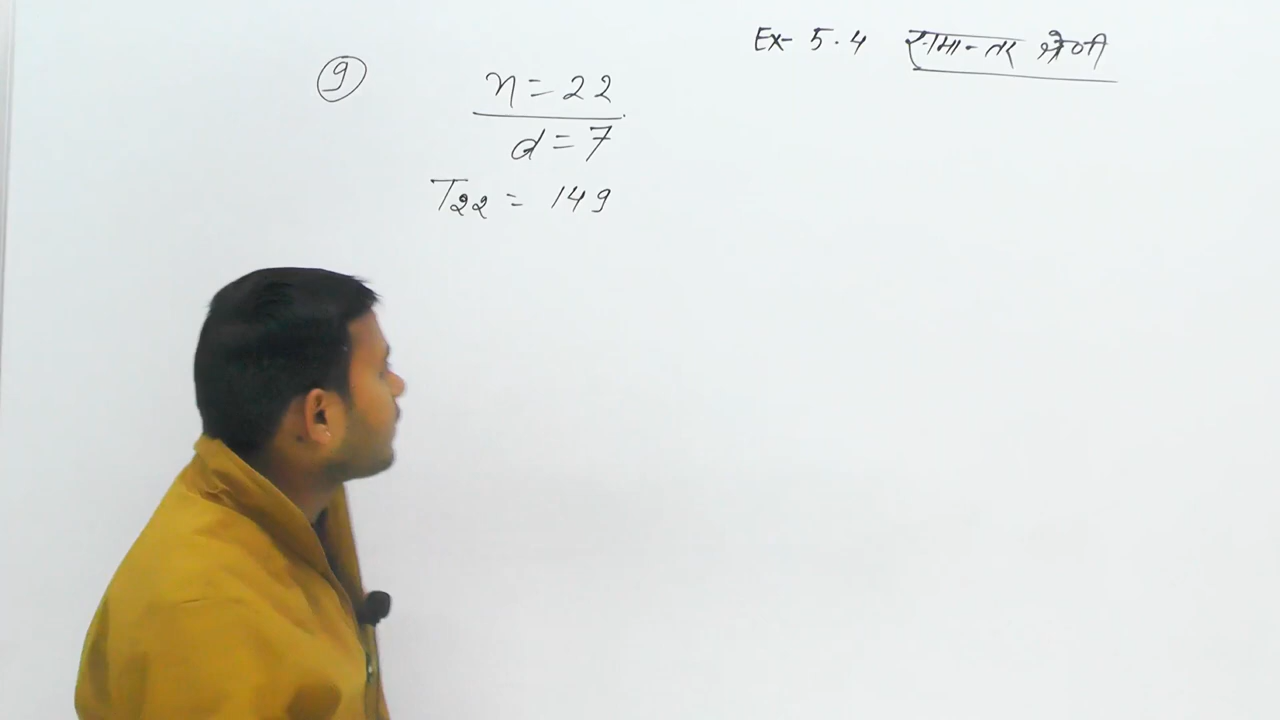 Ex- 5.4 समान्तर श्रेणी
9
n = 22
d = 7
T22 = 149